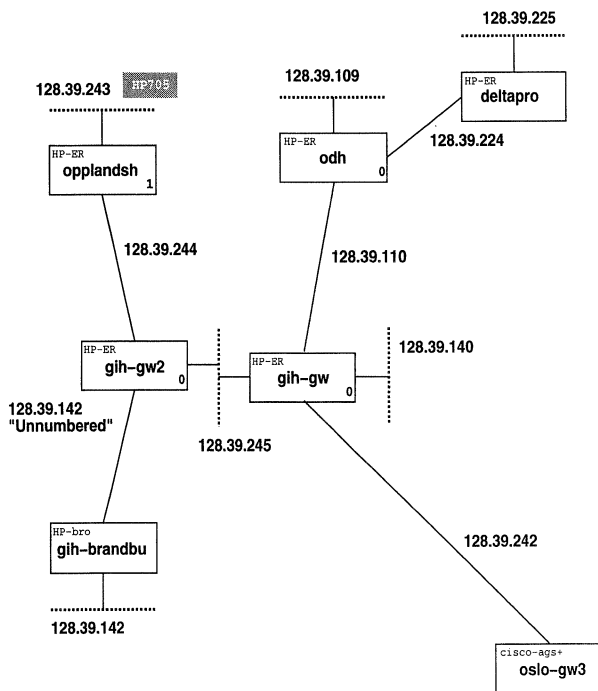 128.39.225
128.39.243
HP705
128.39.109
HP-ER
deltapro
128.39.224
HP-ER
opplandsh
1
HP-ER
odh
0
128.39.244
128.39.110
HP-ER
gih-gw2
0
HP-ER
gih-gw
0
128.39.140
128.39.142
"Unnumbered"
128.39.245
HP-bro
gih-brandbu
128.39.242
128.39.142
cisco-ags+
oslo-gw3